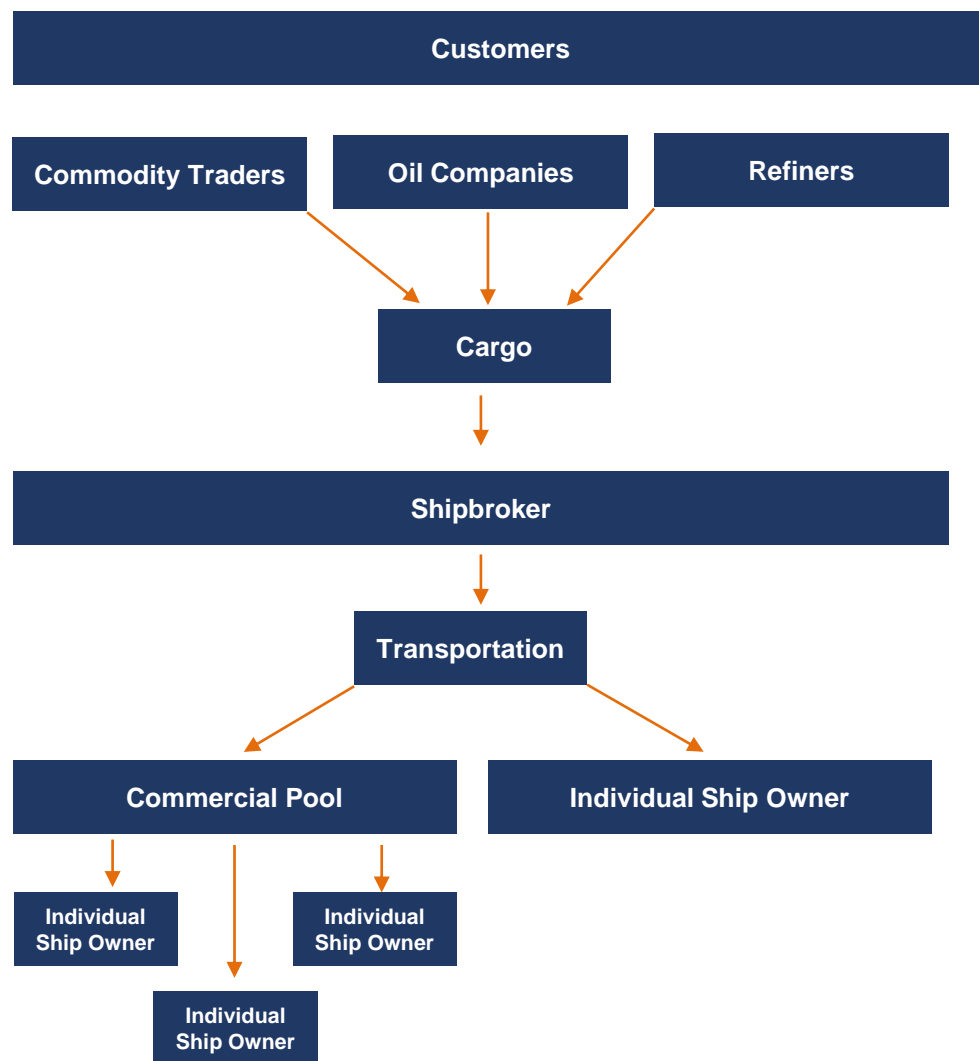 Customers
Commodity Traders
Oil Companies
Refiners
Cargo
Shipbroker
Transportation
Commercial Pool
Individual Ship Owner
Individual
Ship Owner
Individual
Ship Owner
Individual
Ship Owner